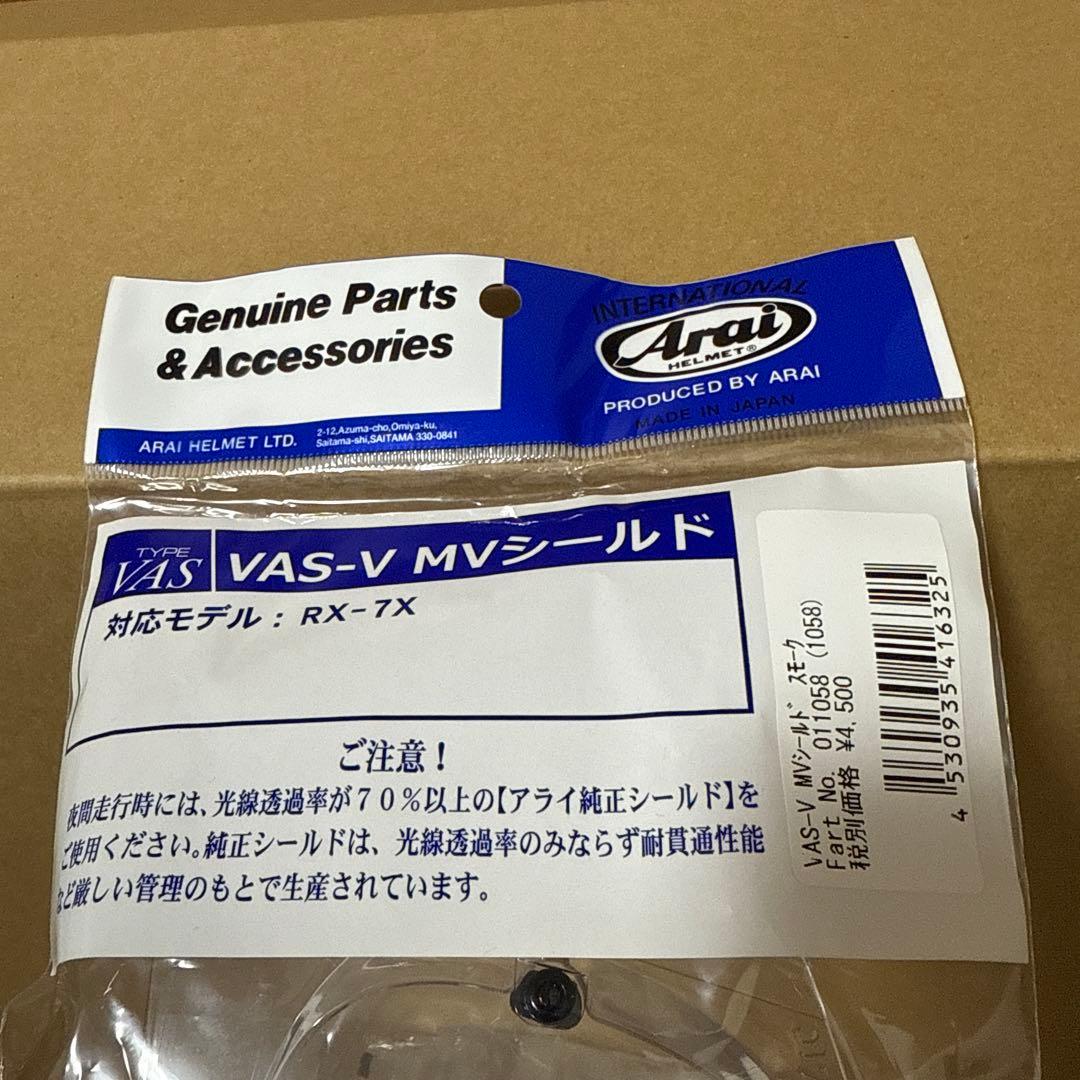 Genuine Parts
& Accessories
ARAI HELMET LTD.
2-12,Azuma-cho,Omiya-ku,
Saitama-shi,SAITAMA 330-0841
INTERNATIONAL
Arai
HELMET®
PRODUCED BY ARAI
MADE IN JAPAN
TYPE
VAS
VAS-V MVシールド
対応モデル : RX-7X
ご注意!
夜間走行時には、光線透過率が70%以上の【アライ純正シールド】を
ご使用ください。純正シールドは、光線透過率のみならず耐貫通性能
など厳しい管理のもとで生産されています。
VAS-V MVシールド スモーク
Part No. 011058 (1058)
税別価格 ¥4,500
4 530935 416325